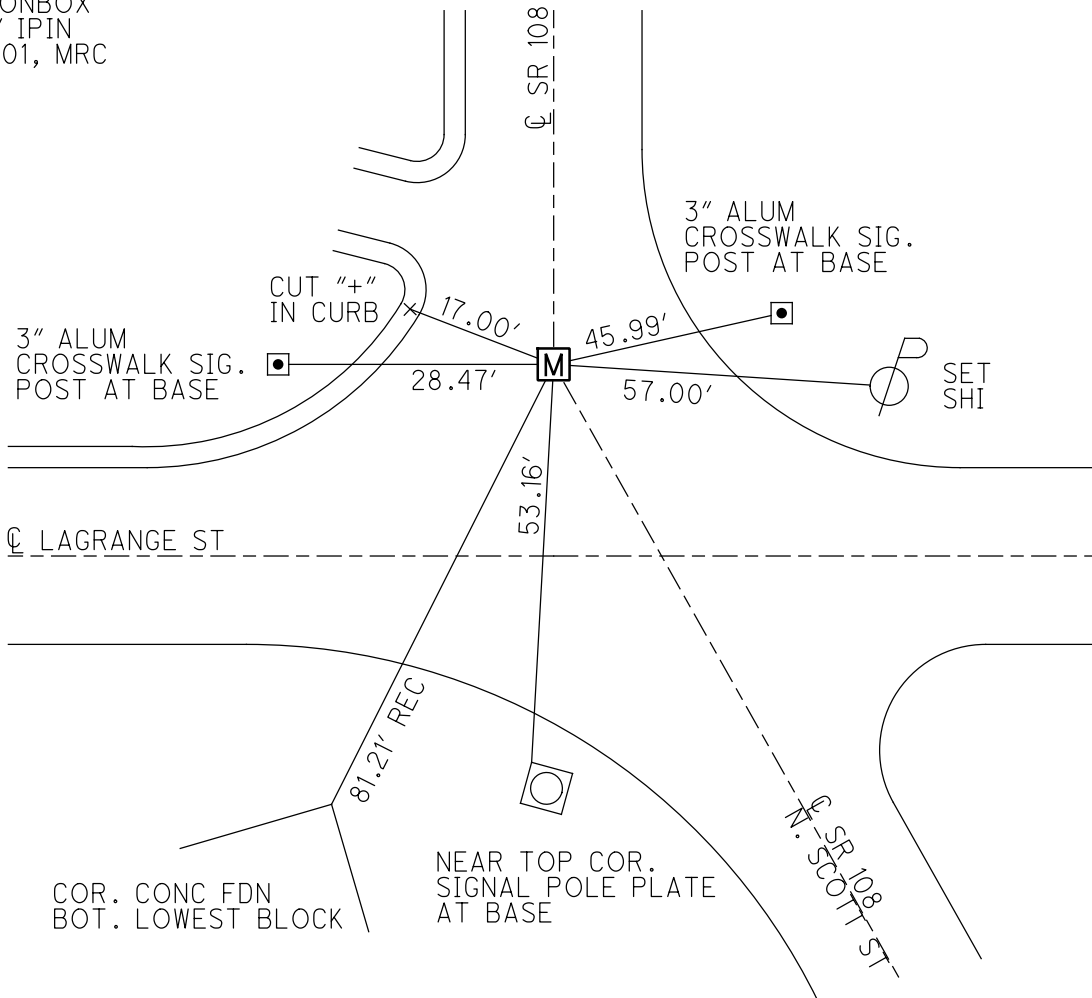 ONBOX
IPIN
01, MRC
℄ SR 108
3" ALUM
CROSSWALK SIG.
POST AT BASE
CUT "+"
IN CURB
17.00'
45.99'
3" ALUM
CROSSWALK SIG.
POST AT BASE
28.47'
M
57.00'
SET
SHI
53.16'
℄ LAGRANGE ST
81.21' REC
℄ SR 108
N. SCOTT ST
NEAR TOP COR.
SIGNAL POLE PLATE
AT BASE
COR. CONC FDN
BOT. LOWEST BLOCK